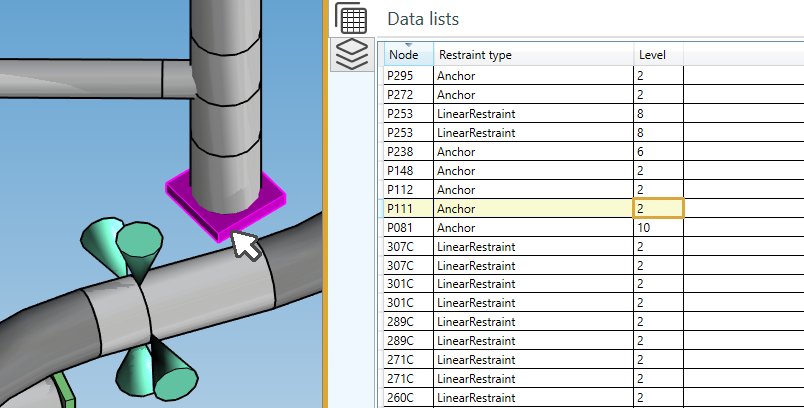 Data lists
Node Restraint type Level
P295 Anchor 2
P272 Anchor 2
P253 LinearRestraint 8
P253 LinearRestraint 8
P238 Anchor 6
P148 Anchor 2
P112 Anchor 2
P111 Anchor 2
P081 Anchor 10
307C LinearRestraint 2
307C LinearRestraint 2
301C LinearRestraint 2
301C LinearRestraint 2
289C LinearRestraint 2
289C LinearRestraint 2
271C LinearRestraint 2
271C LinearRestraint 2
260C LinearRestraint 2